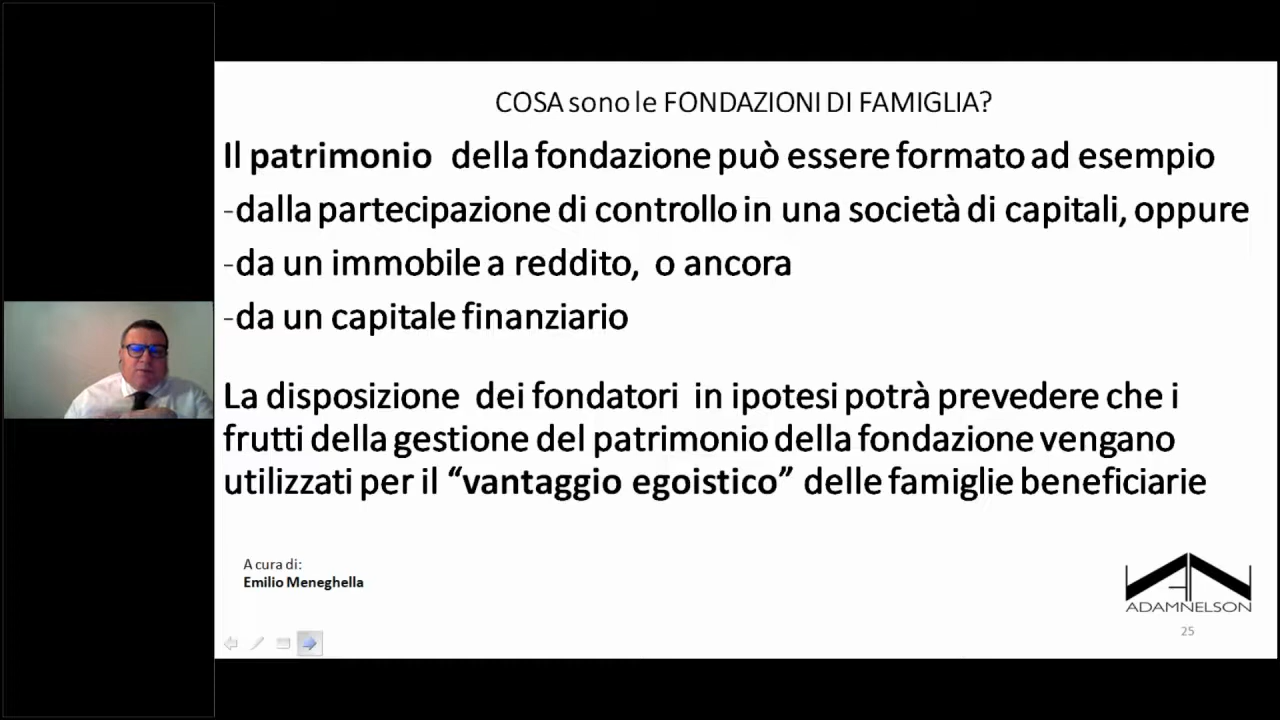 COSA sono le FONDAZIONI DI FAMIGLIA?
Il patrimonio della fondazione può essere formato ad esempio
-dalla partecipazione di controllo in una società di capitali, oppure
-da un immobile a reddito, o ancora
-da un capitale finanziario
La disposizione dei fondatori in ipotesi potrà prevedere che i
frutti della gestione del patrimonio della fondazione vengano
utilizzati per il “vantaggio egoistico” delle famiglie beneficiarie
A cura di:
Emilio Meneghella
ADAMNELSON
25